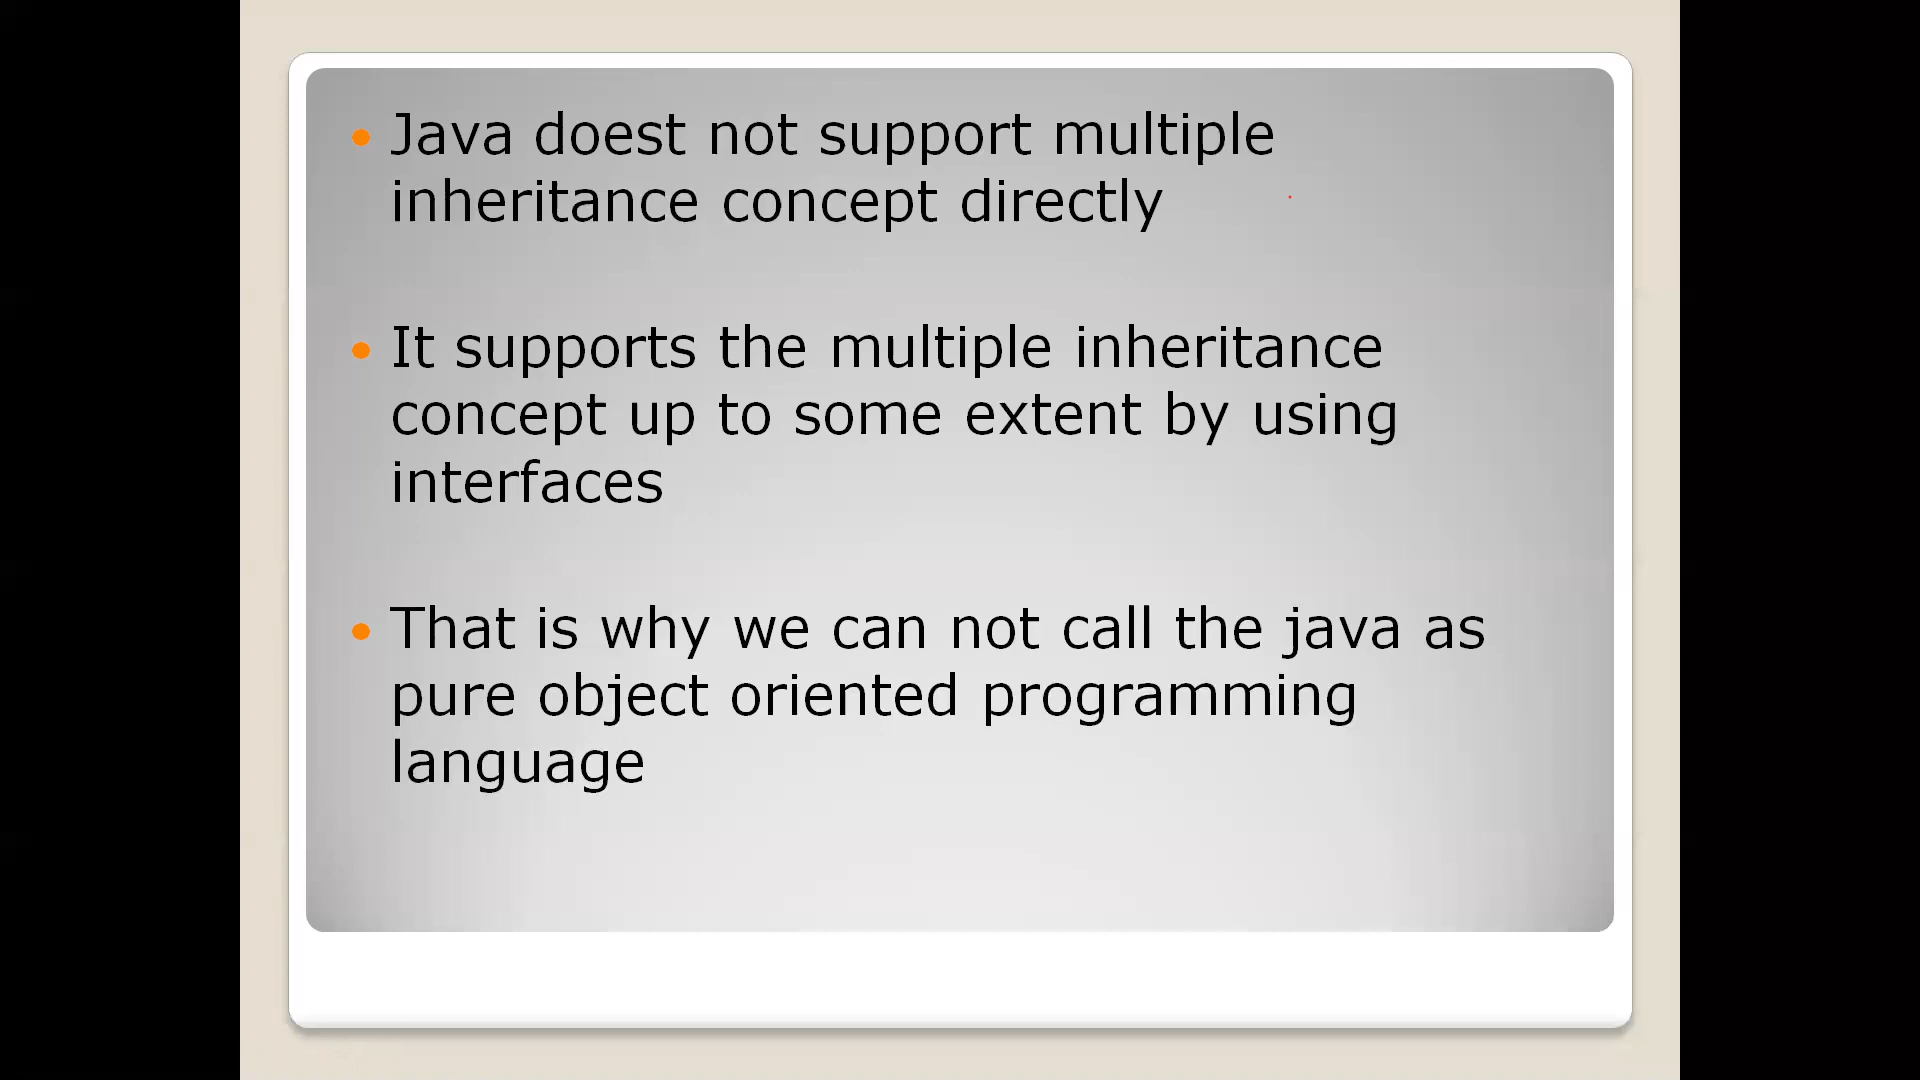 Java doest not support multiple
inheritance concept directly
It supports the multiple inheritance
concept up to some extent by using
interfaces
That is why we can not call the java as
pure object oriented programming
language